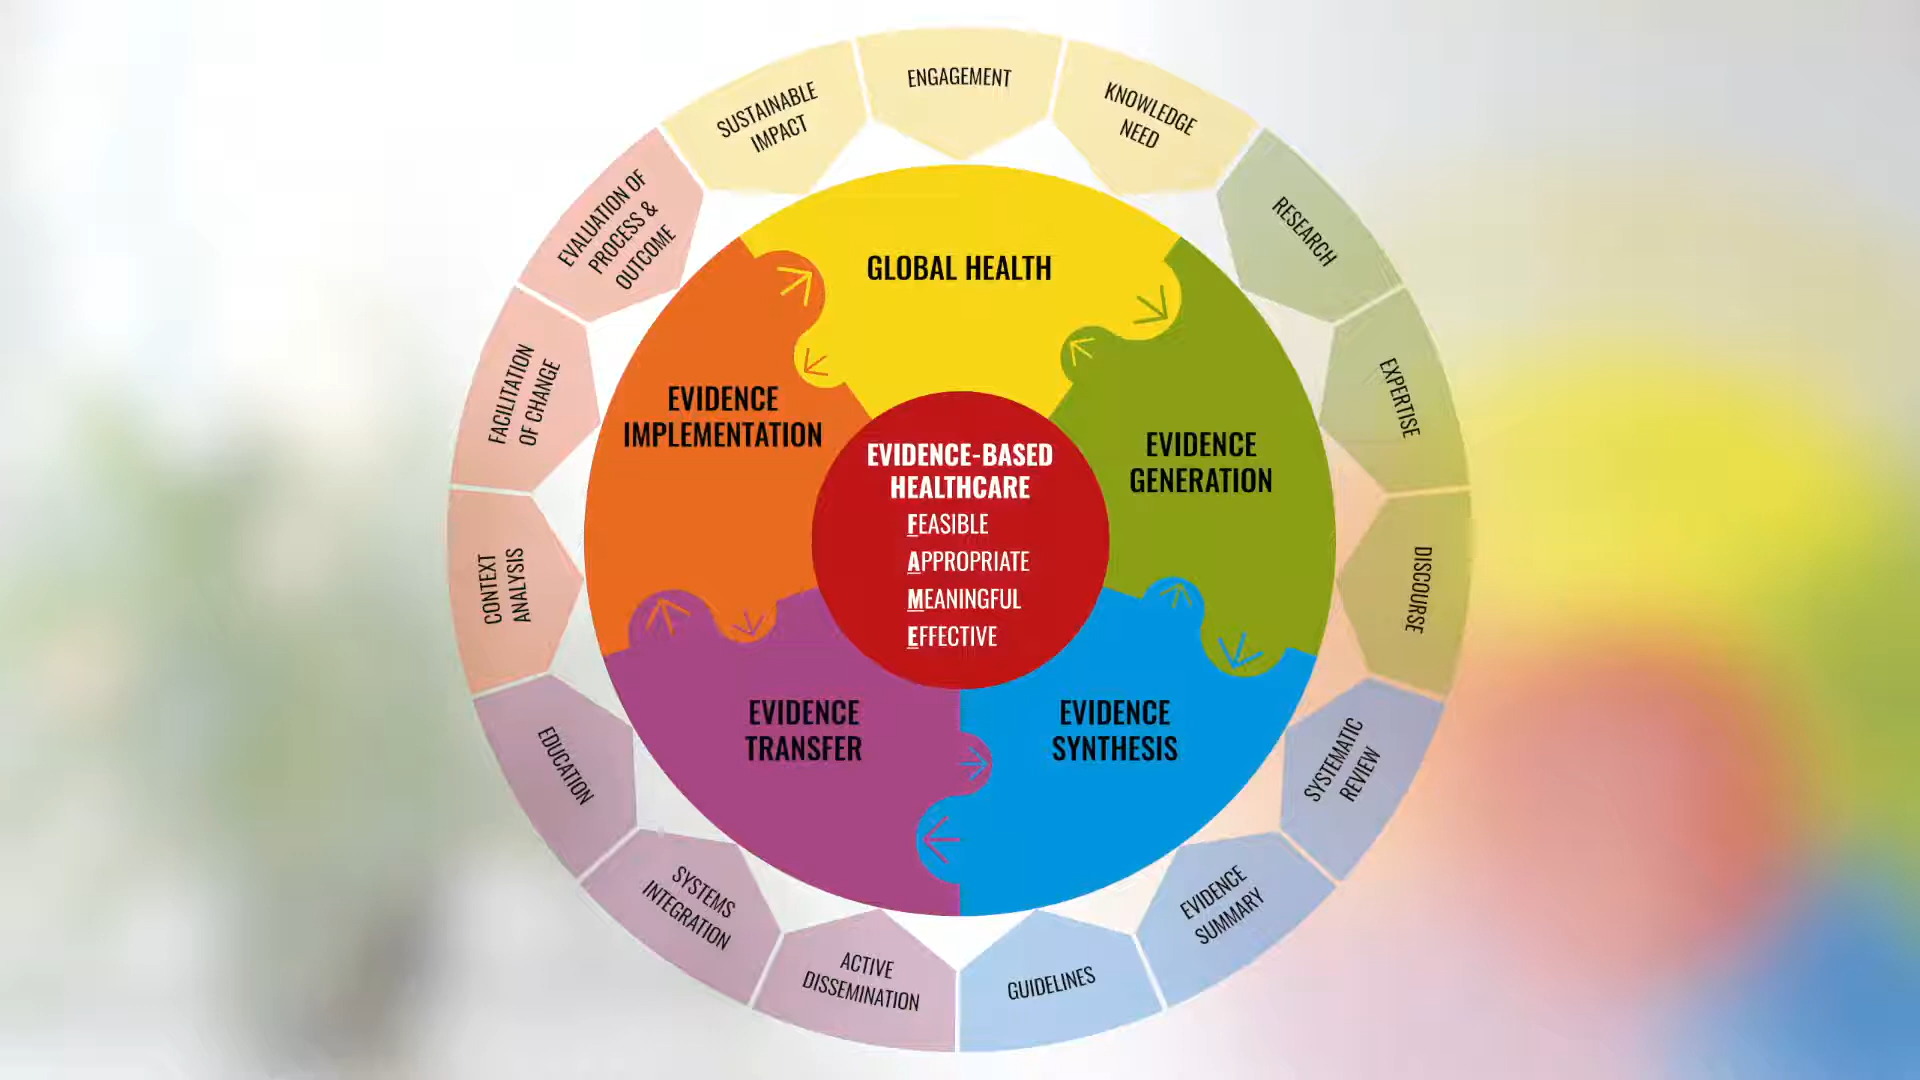 ENGAGEMENT
KNOWLEDGE
NEED
RESEARCH
EXPERTISE
DISCOURSE
SYSTEMATIC
REVIEW
EVIDENCE
SUMMARY
GUIDELINES
ACTIVE
DISSEMINATION
SYSTEMS
INTEGRATION
EDUCATION
CONTEXT
ANALYSIS
FACILITATION
OF CHANGE
EVALUATION OF
PROCESS &
OUTCOME
SUSTAINABLE
IMPACT
GLOBAL HEALTH
EVIDENCE
GENERATION
EVIDENCE
SYNTHESIS
EVIDENCE
TRANSFER
EVIDENCE
IMPLEMENTATION
EVIDENCE-BASED
HEALTHCARE
FEASIBLE
APPROPRIATE
MEANINGFUL
EFFECTIVE